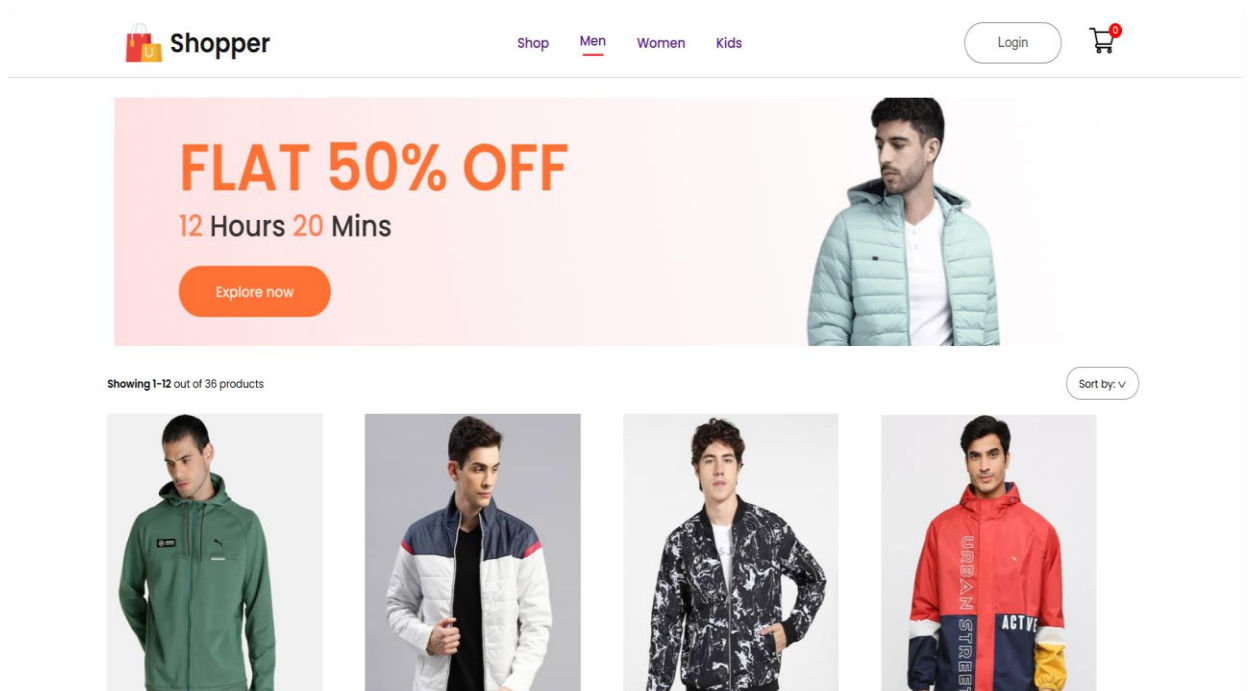 Shopper
Shop Men Women Kids
Login
0
FLAT 50% OFF
12 Hours 20 Mins
Explore now
Showing 1-12 out of 36 products
Sort by:
URBAN STREET
ACTVE